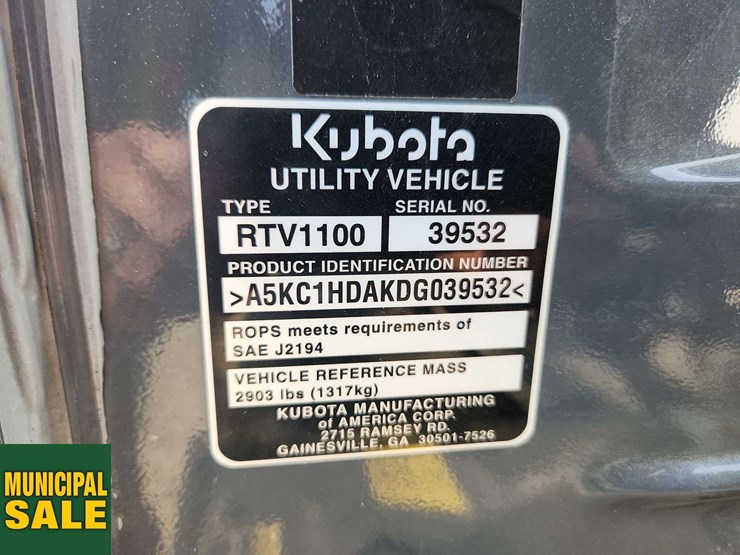 Kubota
UTILITY VEHICLE
TYPE SERIAL NO.
RTV1100 39532
PRODUCT IDENTIFICATION NUMBER
>A5KC1HDAKDG039532<
ROPS meets requirements of
SAE J2194
VEHICLE REFERENCE MASS
2903 lbs (1317kg)
KUBOTA MANUFACTURING
of AMERICA CORP.
2715 RAMSEY RD.
GAINESVILLE, GA 30501-7526
MUNICIPAL
SALE